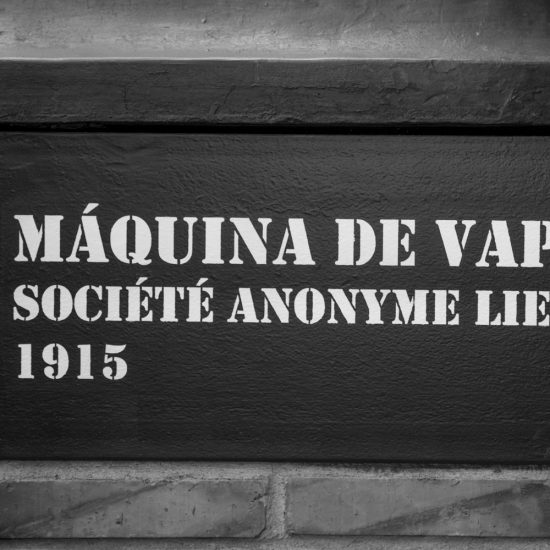 MÁQUINA DE VAP
SOCIÉTÉ ANONYME LIE
1915